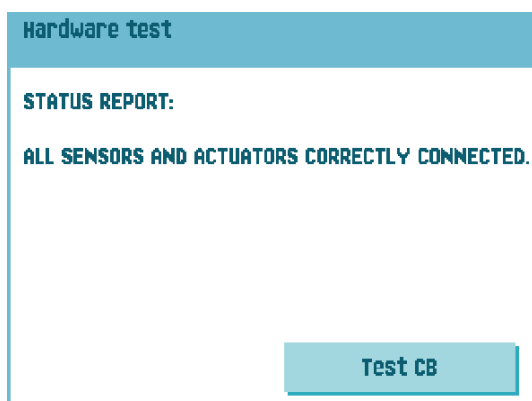 Hardware test
STATUS REPORT:
ALL SENSORS AND ACTUATORS CORRECTLY CONNECTED.
Test CB